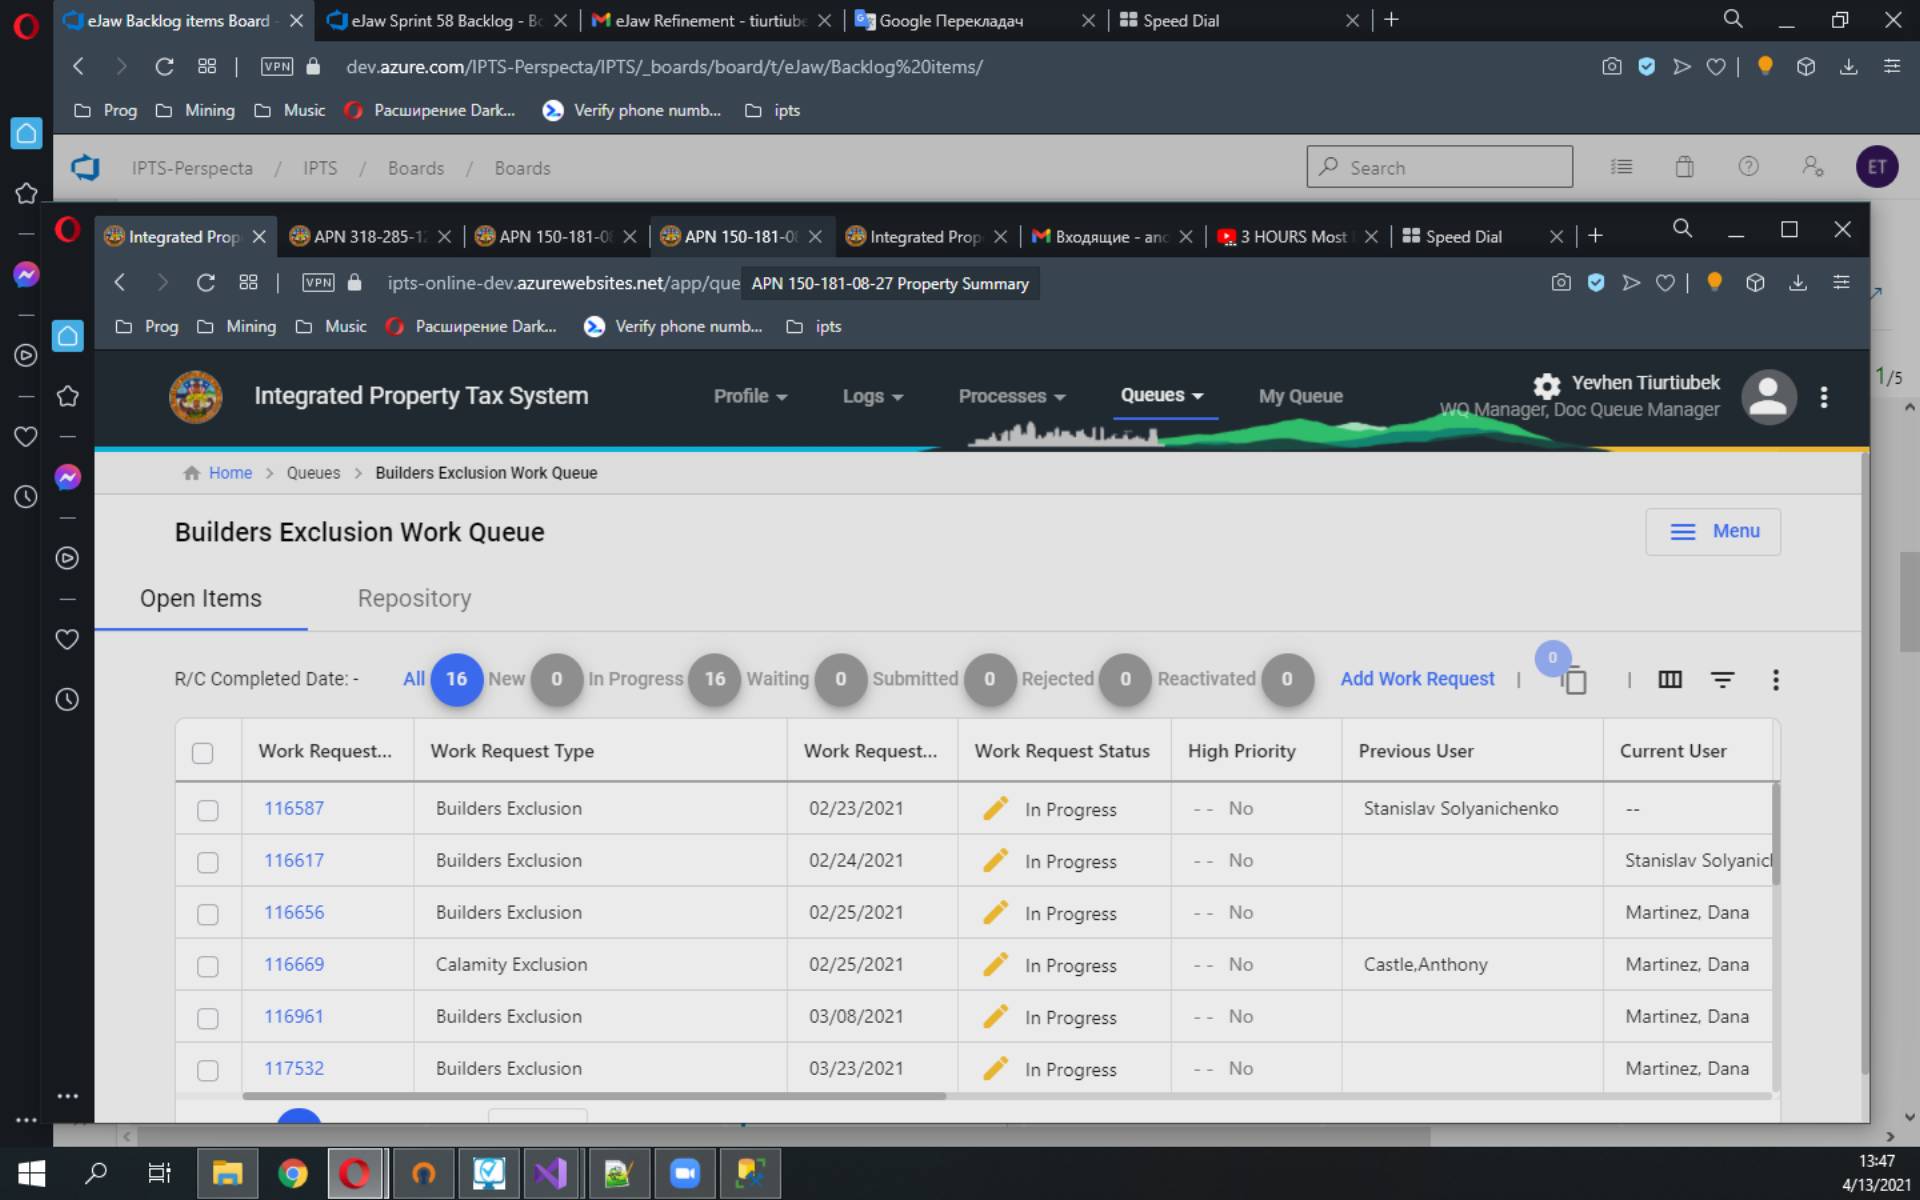 eJaw Backlog items Board -
eJaw Sprint 58 Backlog - Bo
eJaw Refinement - tiurtiube
Google Перекладач
Speed Dial
VPN
dev.azure.com/IPTS-Perspecta/IPTS/_boards/board/t/eJaw/Backlog%20items/
Prog
Mining
Music
Расширение Dark...
Verify phone numb...
ipts
IPTS-Perspecta / IPTS / Boards / Boards
Search
ET
Integrated Prop
APN 318-285-12
APN 150-181-08
APN 150-181-08
Integrated Prop
Входящие - and
3 HOURS Most
Speed Dial
VPN
ipts-online-dev.azurewebsites.net/app/que
APN 150-181-08-27 Property Summary
Prog
Mining
Music
Расширение Dark...
Verify phone numb...
ipts
1/5
Integrated Property Tax System
Profile
Logs
Processes
Queues
My Queue
Yevhen Tiurtiubek
WQ Manager, Doc Queue Manager
Home > Queues > Builders Exclusion Work Queue
Builders Exclusion Work Queue
Menu
Open Items
Repository
R/C Completed Date: -
All 16 New 0 In Progress 16 Waiting 0 Submitted 0 Rejected 0 Reactivated 0
Add Work Request
0
Work Request... Work Request Type Work Request... Work Request Status High Priority Previous User Current User
116587 Builders Exclusion 02/23/2021 In Progress -- No Stanislav Solyanichenko --
116617 Builders Exclusion 02/24/2021 In Progress -- No Stanislav Solyanich
116656 Builders Exclusion 02/25/2021 In Progress -- No Martinez, Dana
116669 Calamity Exclusion 02/25/2021 In Progress -- No Castle,Anthony Martinez, Dana
116961 Builders Exclusion 03/08/2021 In Progress -- No Martinez, Dana
117532 Builders Exclusion 03/23/2021 In Progress -- No Martinez, Dana
13:47
4/13/2021